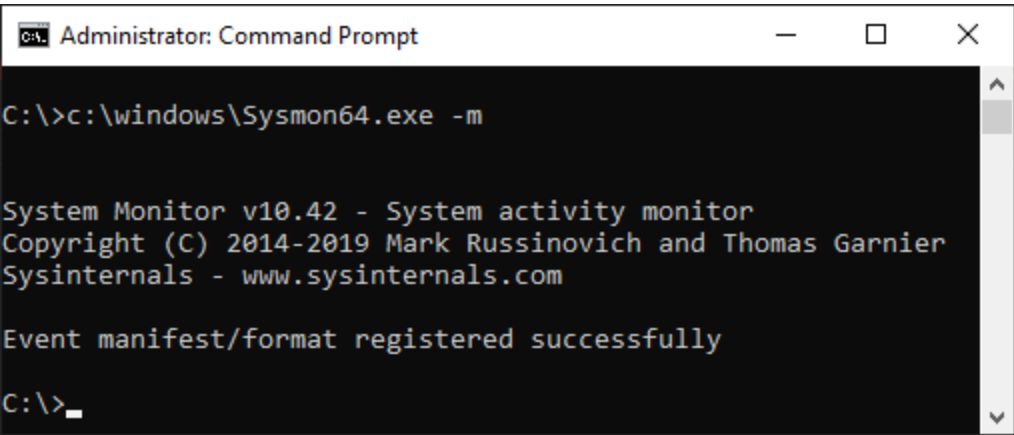 Administrator: Command Prompt
C:\>c:\windows\Sysmon64.exe -m
System Monitor v10.42 - System activity monitor
Copyright (C) 2014-2019 Mark Russinovich and Thomas Garnier
Sysinternals - www.sysinternals.com
Event manifest/format registered successfully
C:\>